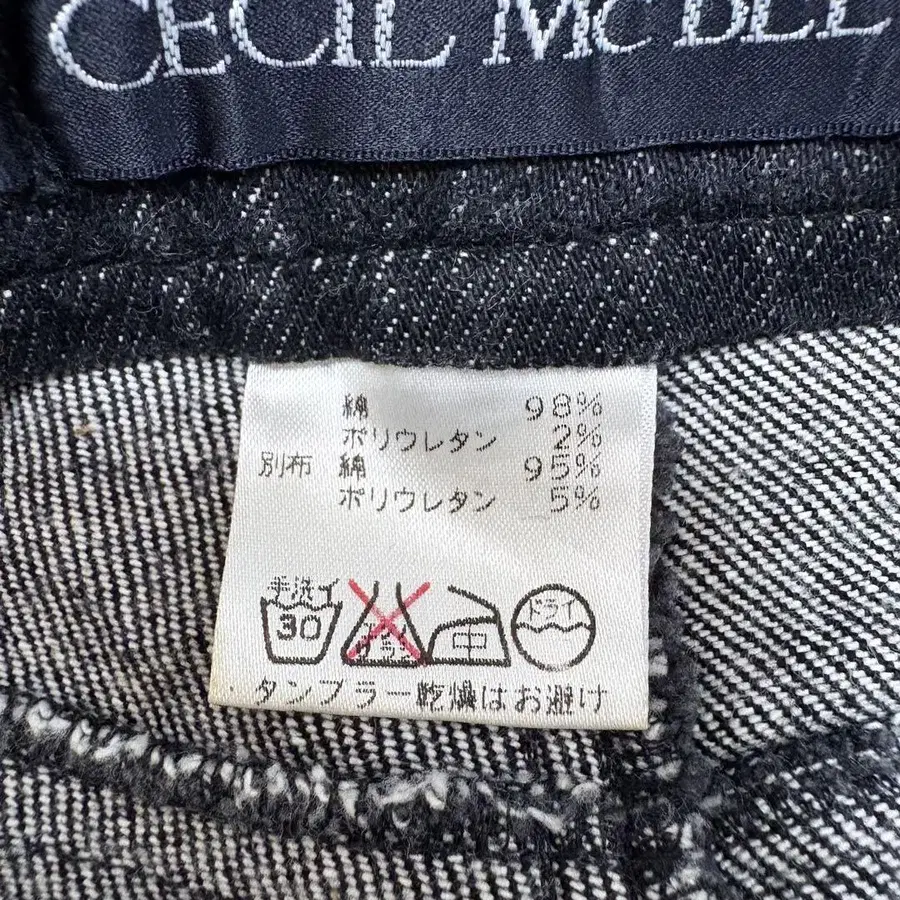 CECIL McBEE
綿 98%
ポリウレタン 2%
別布 綿 95%
ポリウレタン 5%
手洗イ
30
中
ドライ
タンブラー乾燥はお避け